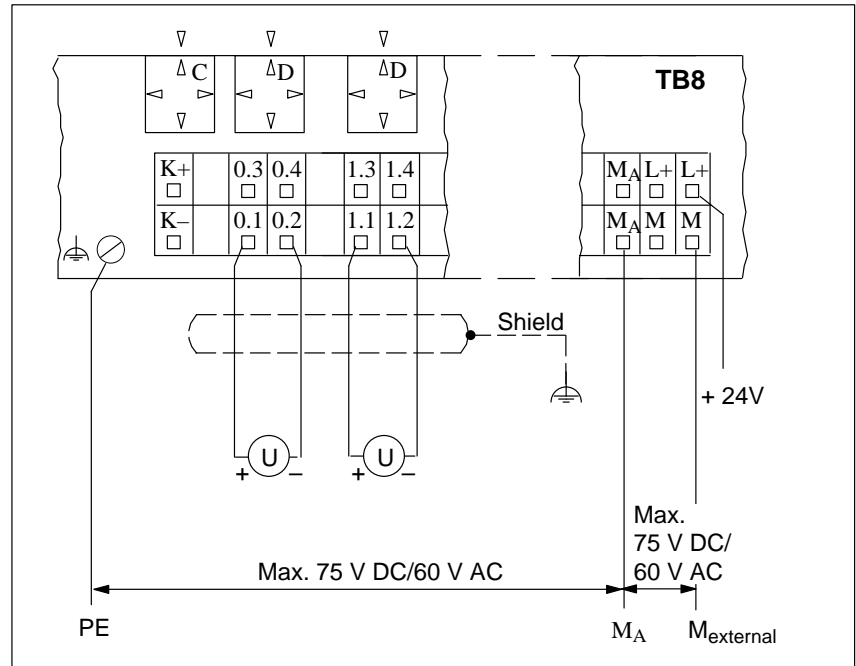 C D D
TB8
K+ 0.3 0.4 1.3 1.4 MA L+ L+
K– 0.1 0.2 1.1 1.2 MA M M
Shield
+ 24V
+ U – + U –
Max.
75 V DC/
60 V AC
Max. 75 V DC/60 V AC
PE MA Mexternal